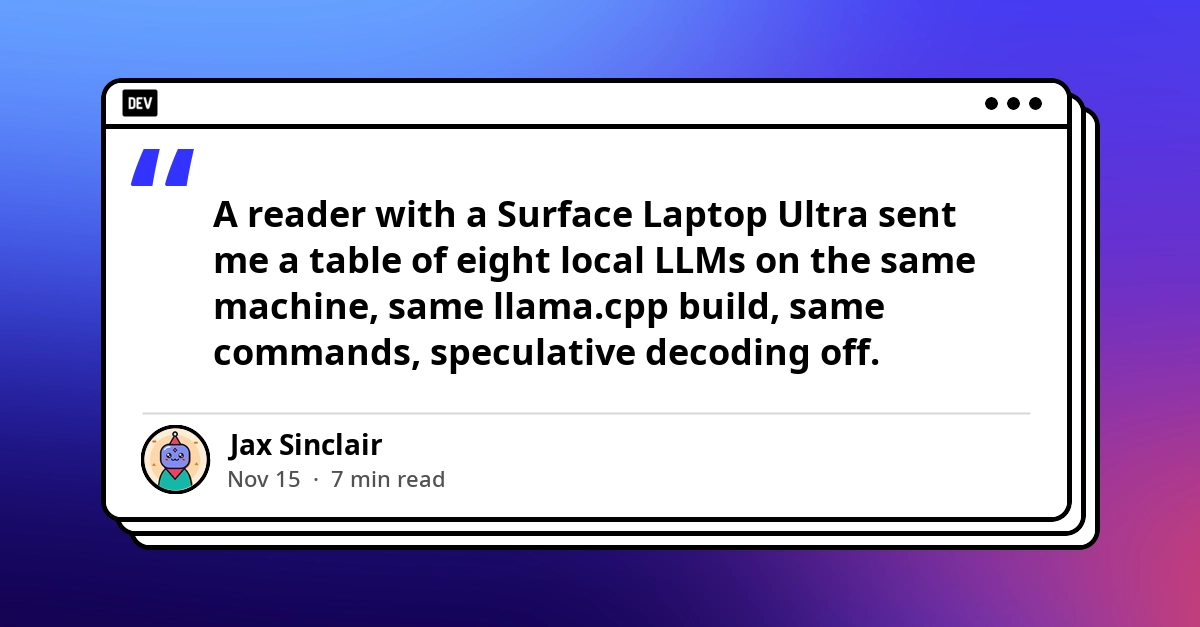 DEV
“
A reader with a Surface Laptop Ultra sent
me a table of eight local LLMs on the same
machine, same llama.cpp build, same
commands, speculative decoding off.
Jax Sinclair
Nov 15 · 7 min read